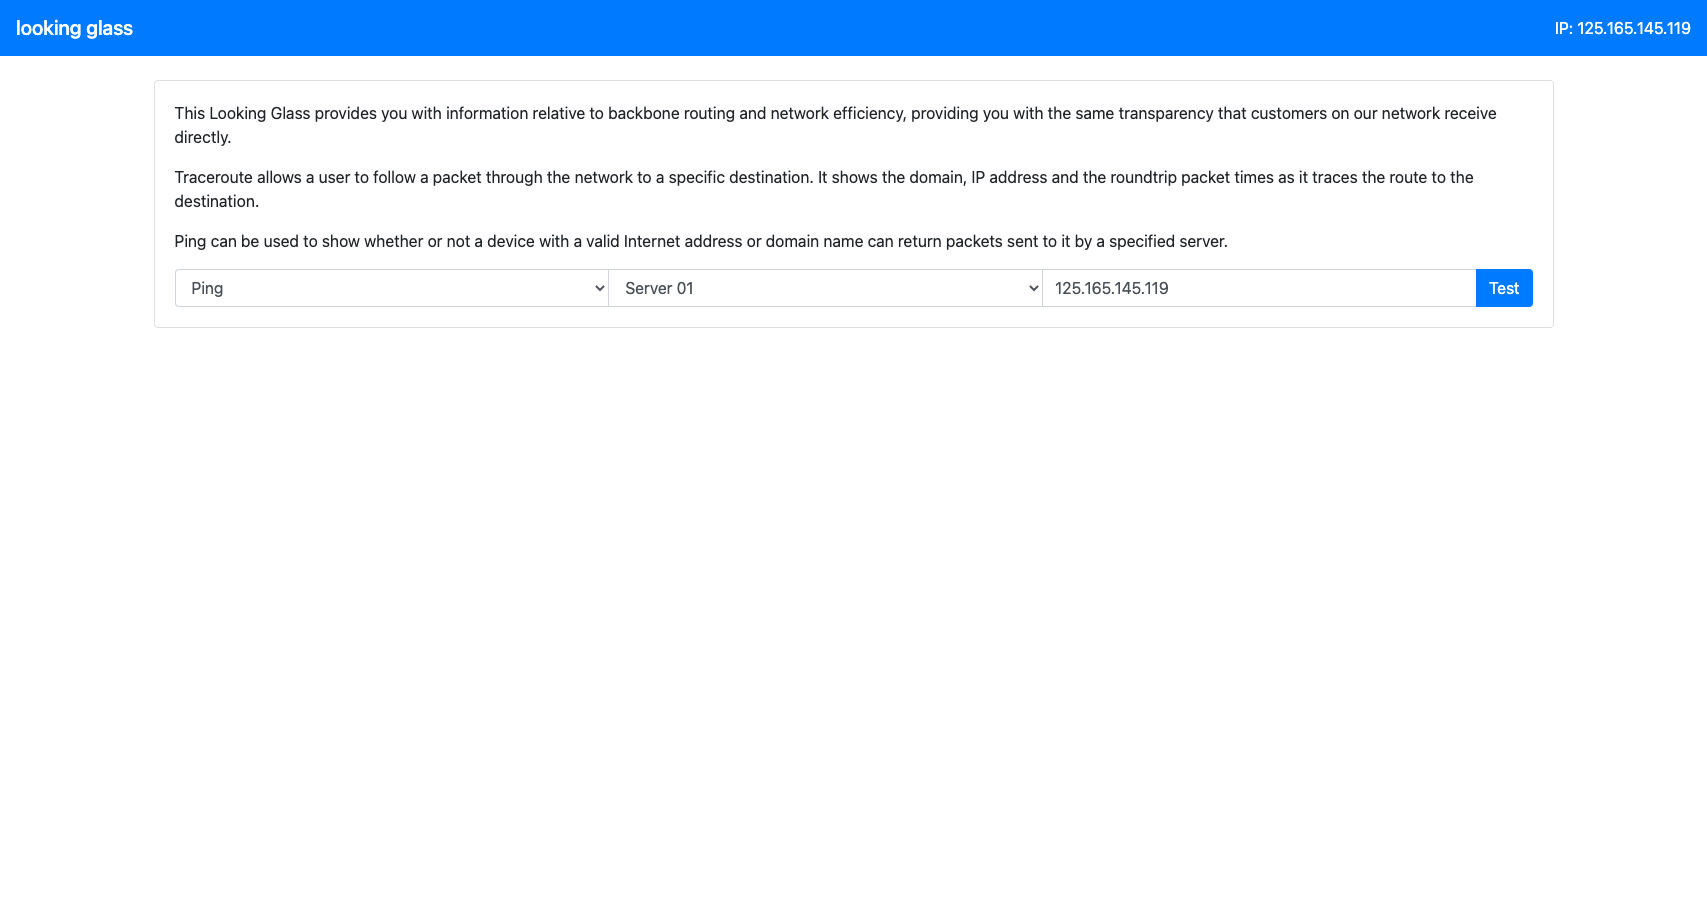 looking glass
IP: 125.165.145.119
This Looking Glass provides you with information relative to backbone routing and network efficiency, providing you with the same transparency that customers on our network receive
directly.
Traceroute allows a user to follow a packet through the network to a specific destination. It shows the domain, IP address and the roundtrip packet times as it traces the route to the
destination.
Ping can be used to show whether or not a device with a valid Internet address or domain name can return packets sent to it by a specified server.
Ping
Server 01
125.165.145.119
Test